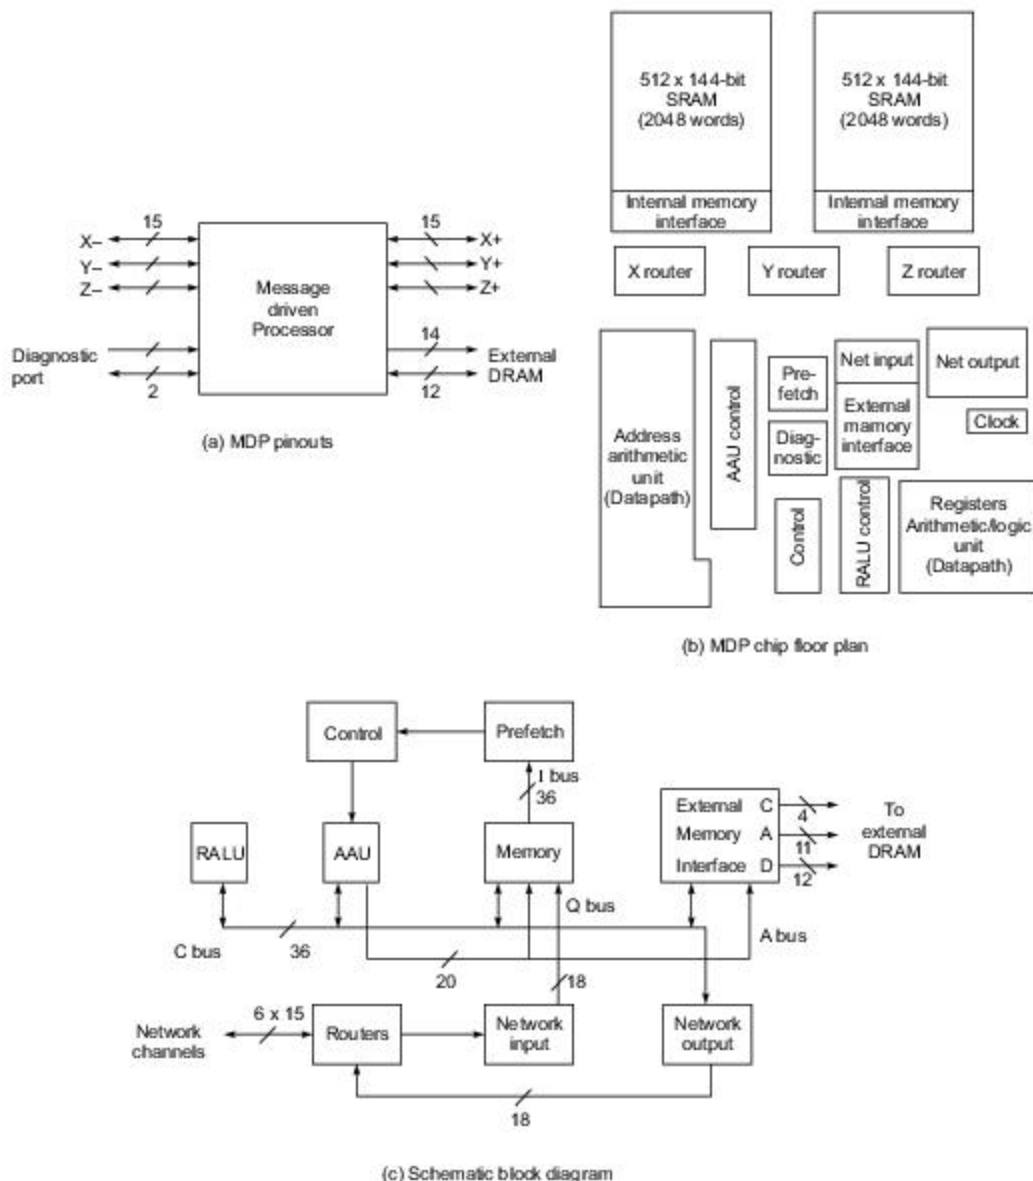 512 x 144-bit
SRAM
(2048 words)
Internal memory
interface
512 x 144-bit
SRAM
(2048 words)
Internal memory
interface
X router
Y router
Z router
15
15
X–
X+
Y–
Y+
Z–
Z+
Message
driven
Processor
Diagnostic
port
2
14
12
External
DRAM
(a) MDP pinouts
Address
arithmetic
unit
(Datapath)
AAU control
Pre-
fetch
Diag-
nostic
Control
Net input
External
mamory
interface
RALU control
Net output
Clock
Registers
Arithmetic/logic
unit
(Datapath)
(b) MDP chip floor plan
Control
Prefetch
I bus
36
RALU
AAU
Memory
External C
Memory A
Interface D
4
11
12
To
external
DRAM
Q bus
C bus
36
A bus
20
18
Network
channels
6 x 15
Routers
Network
input
Network
output
18
(c) Schematic block diagram